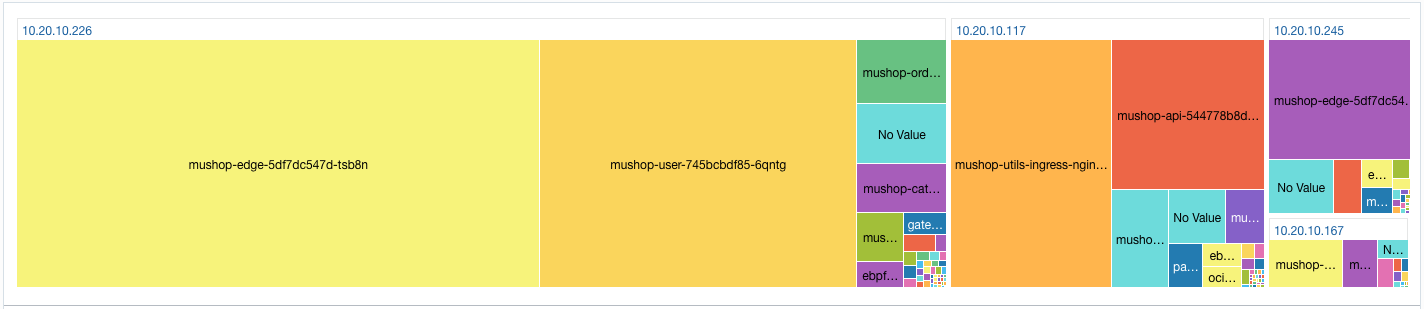 10.20.10.226
mushop-edge-5df7dc547d-tsb8n
mushop-user-745bcbdf85-6qntg
mushop-ord...
No Value
mushop-cat...
mus...
gate...
ebpf...
10.20.10.117
mushop-utils-ingress-ngin...
mushop-api-544778b8d...
musho...
No Value
mu...
pa...
eb...
oci...
10.20.10.245
mushop-edge-5df7dc54.
No Value
e...
m...
10.20.10.167
mushop-...
m...
N...